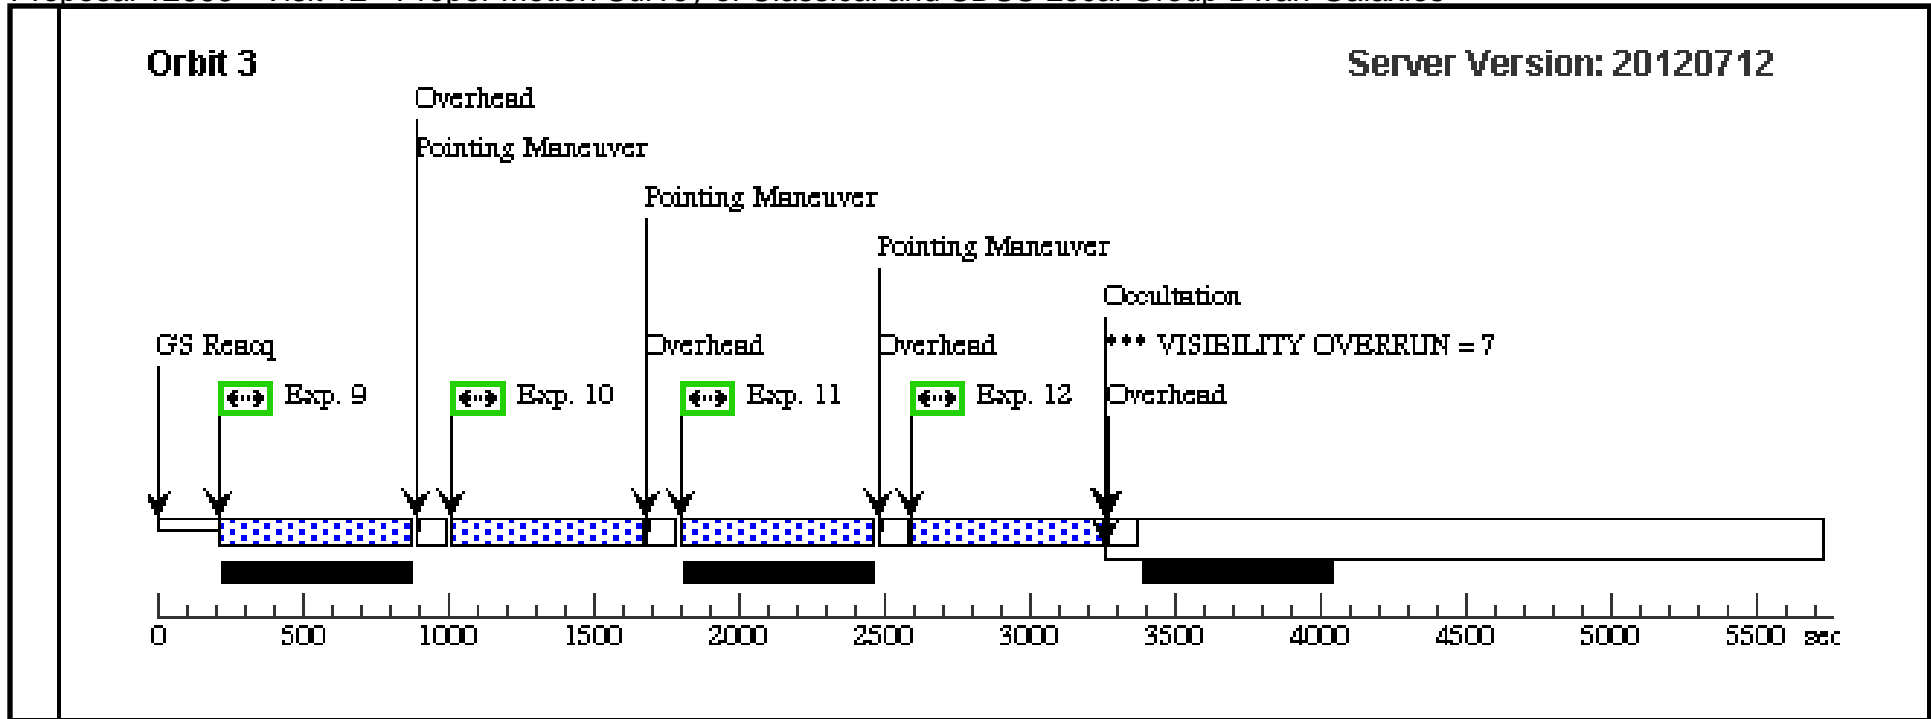 Orbit 3
Server Version: 20120712
Overhead
Pointing Maneuver
Pointing Maneuver
Pointing Maneuver
Occultation
GS Reacq
Overhead
Overhead
*** VISIBILITY OVERRUN = 7
Exp. 9
Exp. 10
Exp. 11
Exp. 12
Overhead
0 500 1000 1500 2000 2500 3000 3500 4000 4500 5000 5500 sec